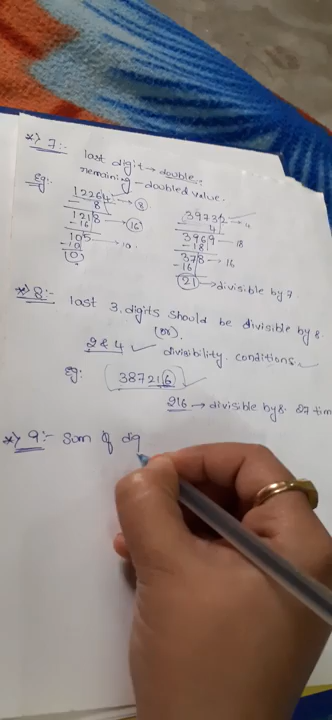 *) 7:-
last digit → double.
remaining - doubled value.
Eg:
12264 → 8
- 8
1218 → 16
- 16
105 → 10
- 10
0
39732
4
3969 → 18
- 18
378 → 16
16
21 → divisible by 7.
*) 8:- last 3. digits should be divisible by 8.
(or)
2 & 4 ✓ divisibility conditions ✓
Eg: (387216) ✓
216 → divisible by 8. 27 tim
*) 9:- Sum of dig